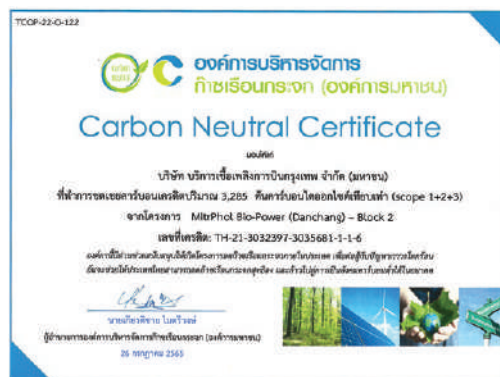 TCOP-22-O-122
องค์การบริหารจัดการ
ก๊าซเรือนกระจก (องค์การมหาชน)
Carbon Neutral Certificate
มอบให้แก่
บริษัท บริการเชื้อเพลิงการบินกรุงเทพ จำกัด (มหาชน)
ที่ทำการชดเชยคาร์บอนเครดิตปริมาณ 3,285 ตันคาร์บอนไดออกไซด์เทียบเท่า (scope 1+2+3)
จากโครงการ MitrPhol Bio-Power (Danchang) – Block 2
เลขที่เครดิต: TH-21-3032397-3035681-1-1-6
นายเกียรติชาย ไมตรีวงษ์
ผู้อำนวยการองค์การบริหารจัดการก๊าซเรือนกระจก (องค์การมหาชน)
26 กรกฎาคม 2565